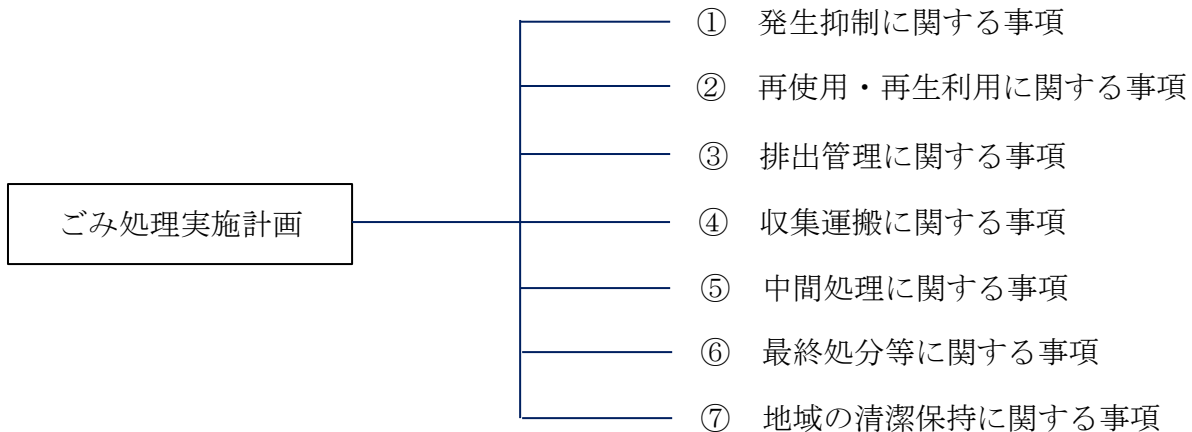 ごみ処理実施計画
① 発生抑制に関する事項
② 再使用・再生利用に関する事項
③ 排出管理に関する事項
④ 収集運搬に関する事項
⑤ 中間処理に関する事項
⑥ 最終処分等に関する事項
⑦ 地域の清潔保持に関する事項